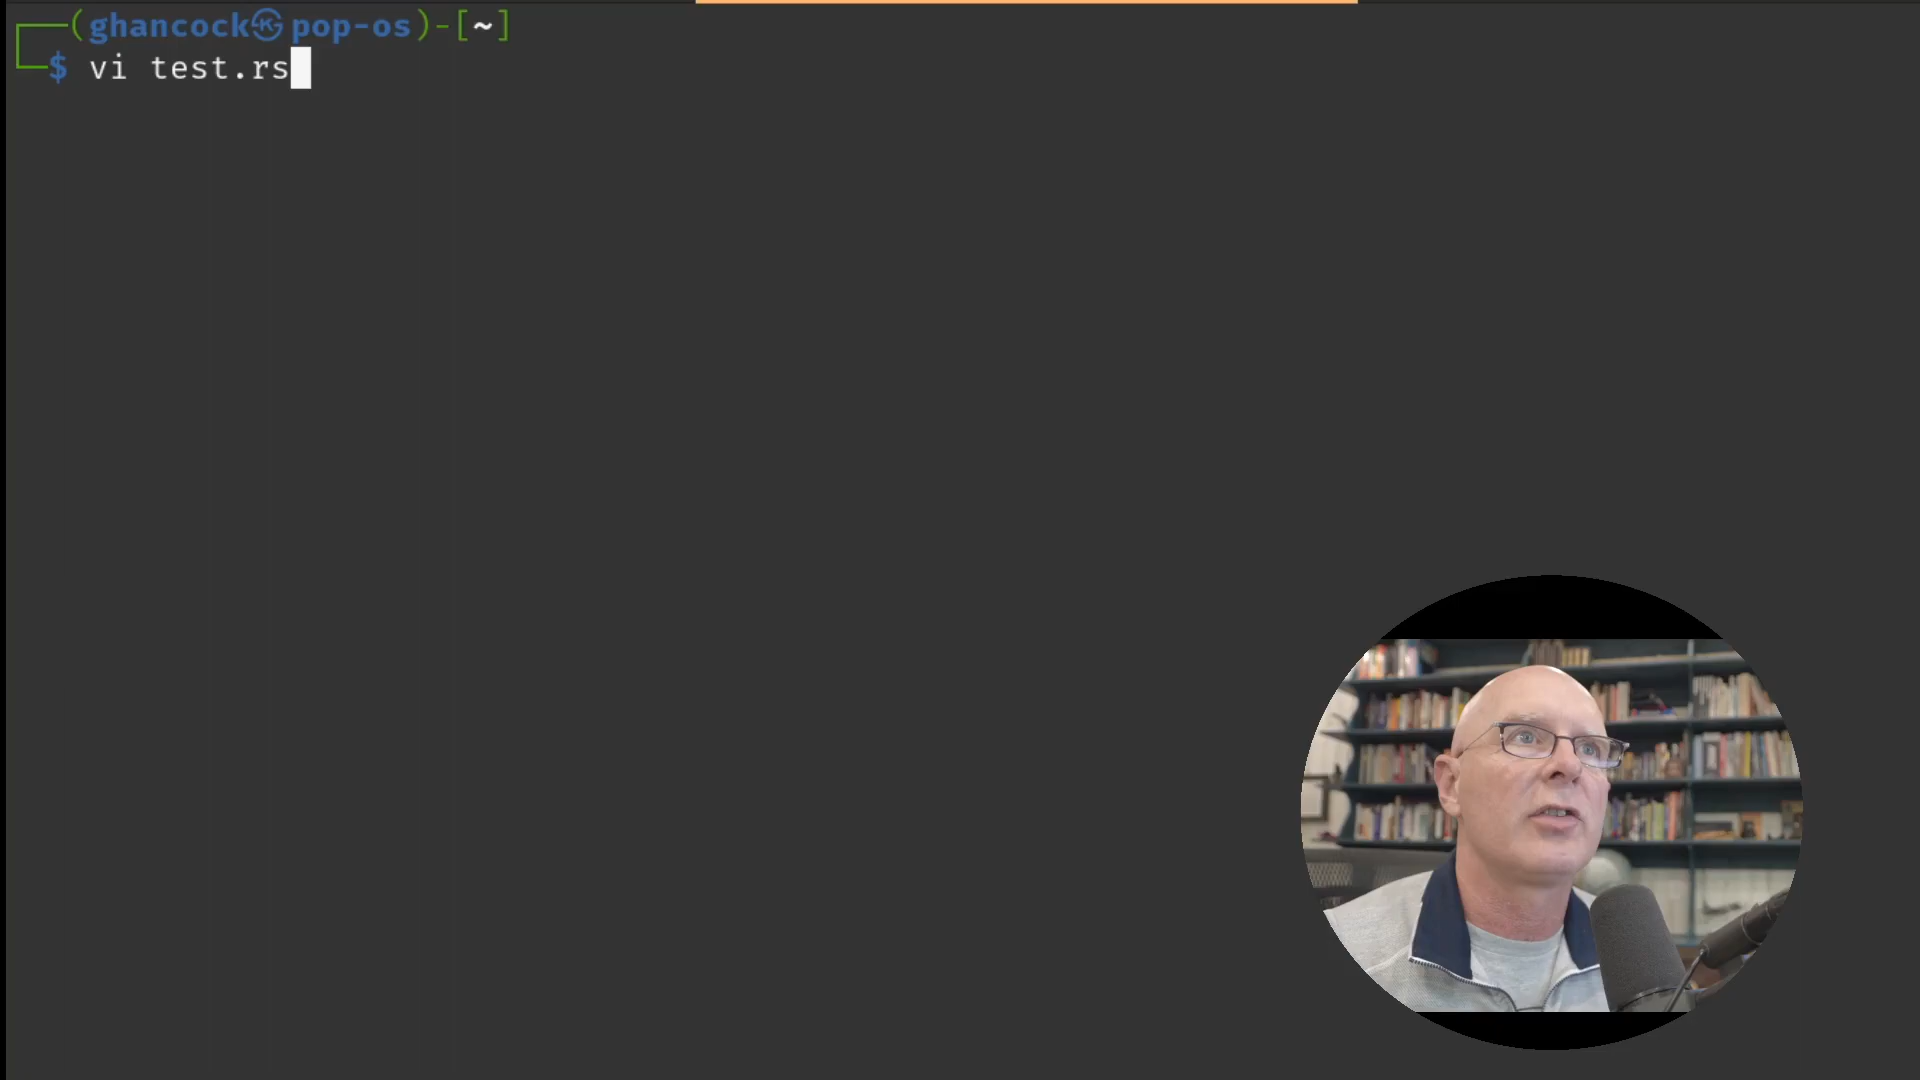 ┌──(ghancock㉿pop-os)-[~]
└─$ vi test.rs